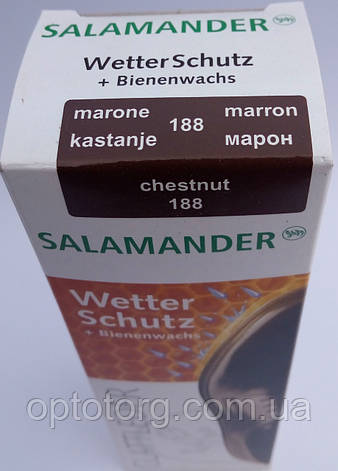 SALAMANDER
WetterSchutz
+ Bienenwachs
marone 188 marron
kastanje марон
chestnut
188
SALAMANDER
Wetter
Schutz
+ Bienenwachs
optotorg.com.ua